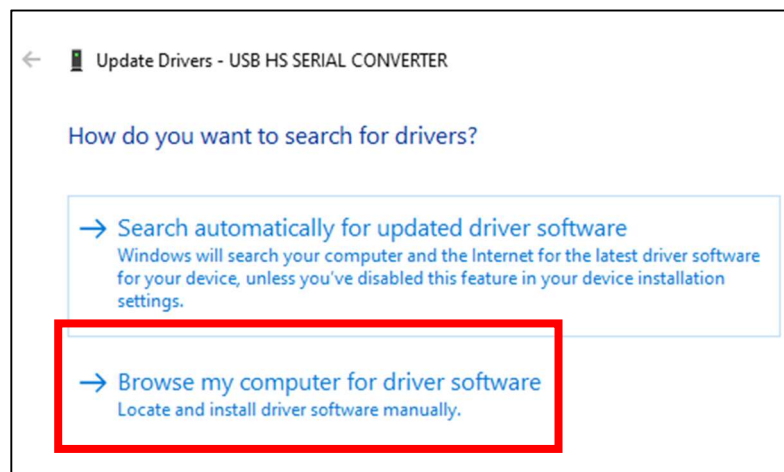 Update Drivers - USB HS SERIAL CONVERTER
How do you want to search for drivers?
Search automatically for updated driver software
Windows will search your computer and the Internet for the latest driver software
for your device, unless you've disabled this feature in your device installation
settings.
Browse my computer for driver software
Locate and install driver software manually.